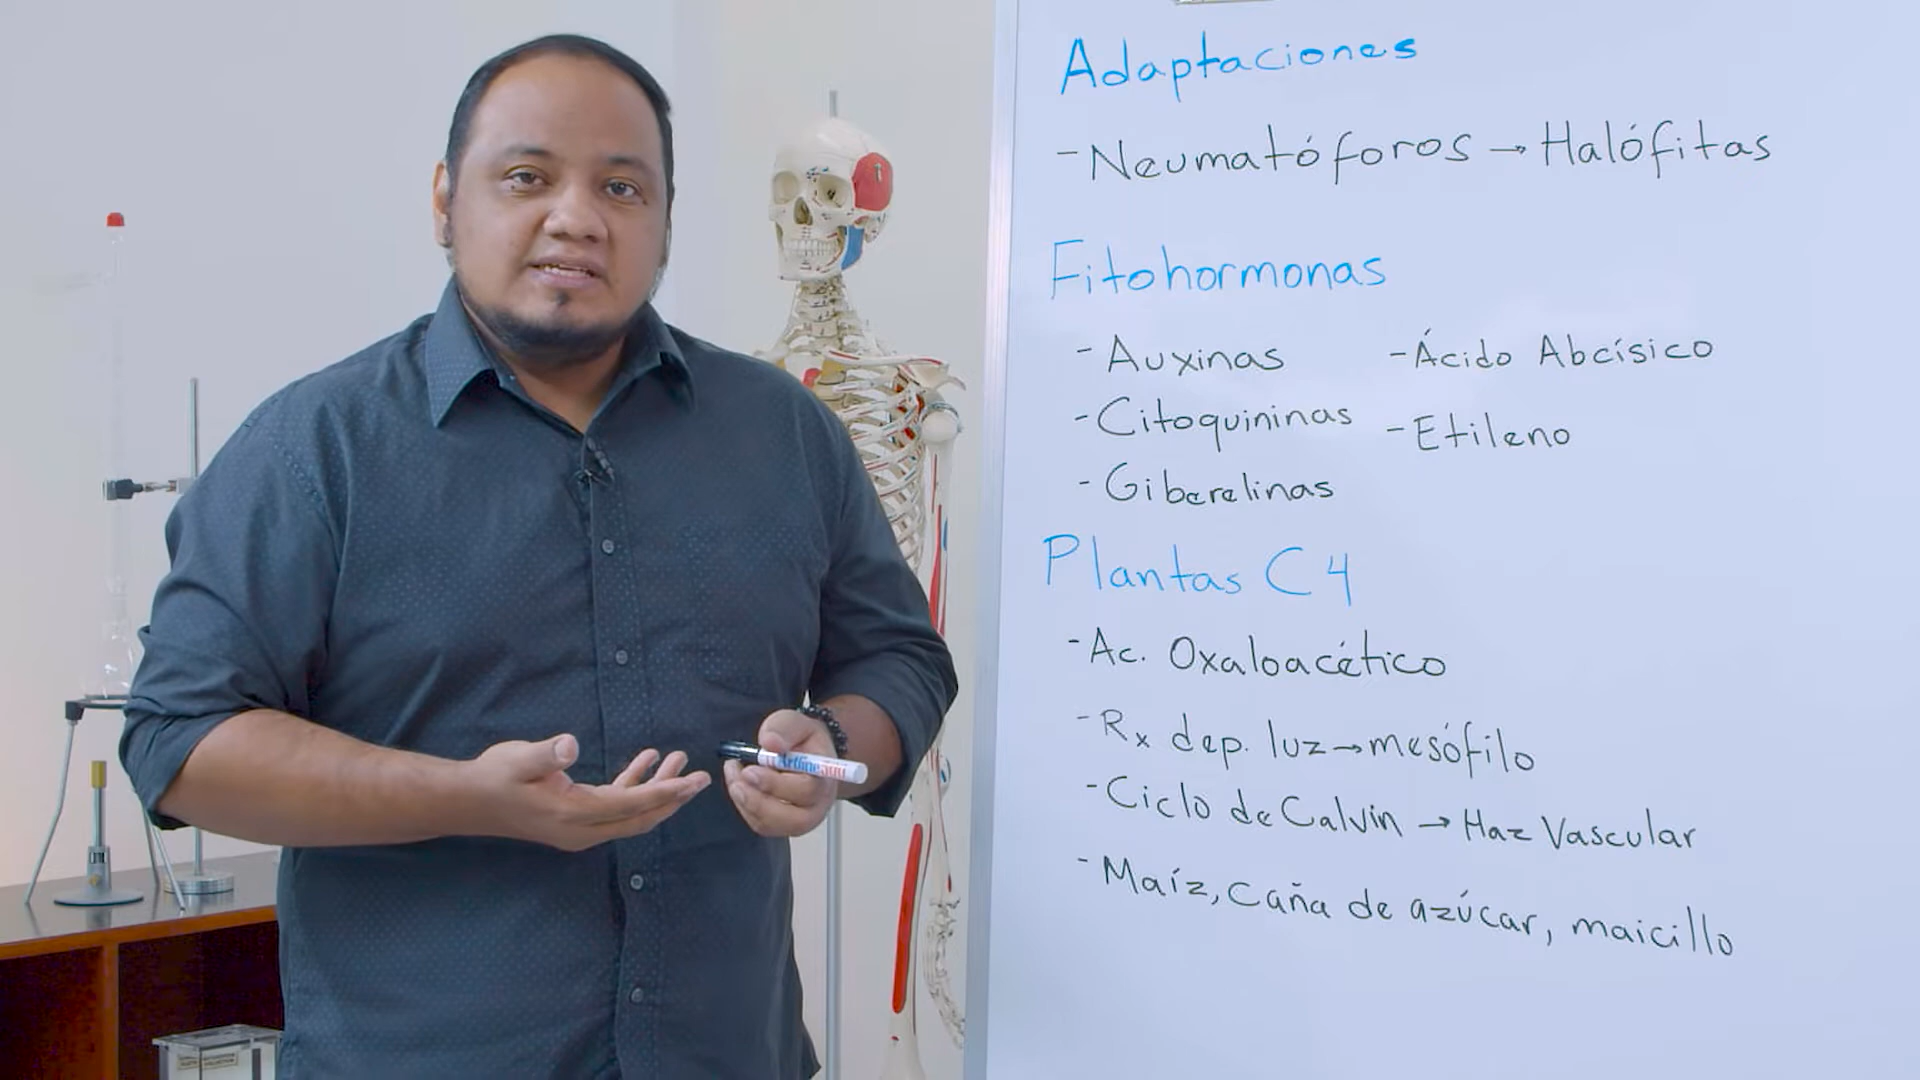 Adaptaciones
- Neumatóforos → Halófitas
Fitohormonas
- Auxinas - Ácido Abcísico
- Citoquininas - Etileno
- Giberelinas
Plantas C4
- Ac. Oxaloacético
- Rx dep. luz → mesófilo
- Ciclo de Calvin → Haz Vascular
- Maíz, Caña de azúcar, maicillo
Artline